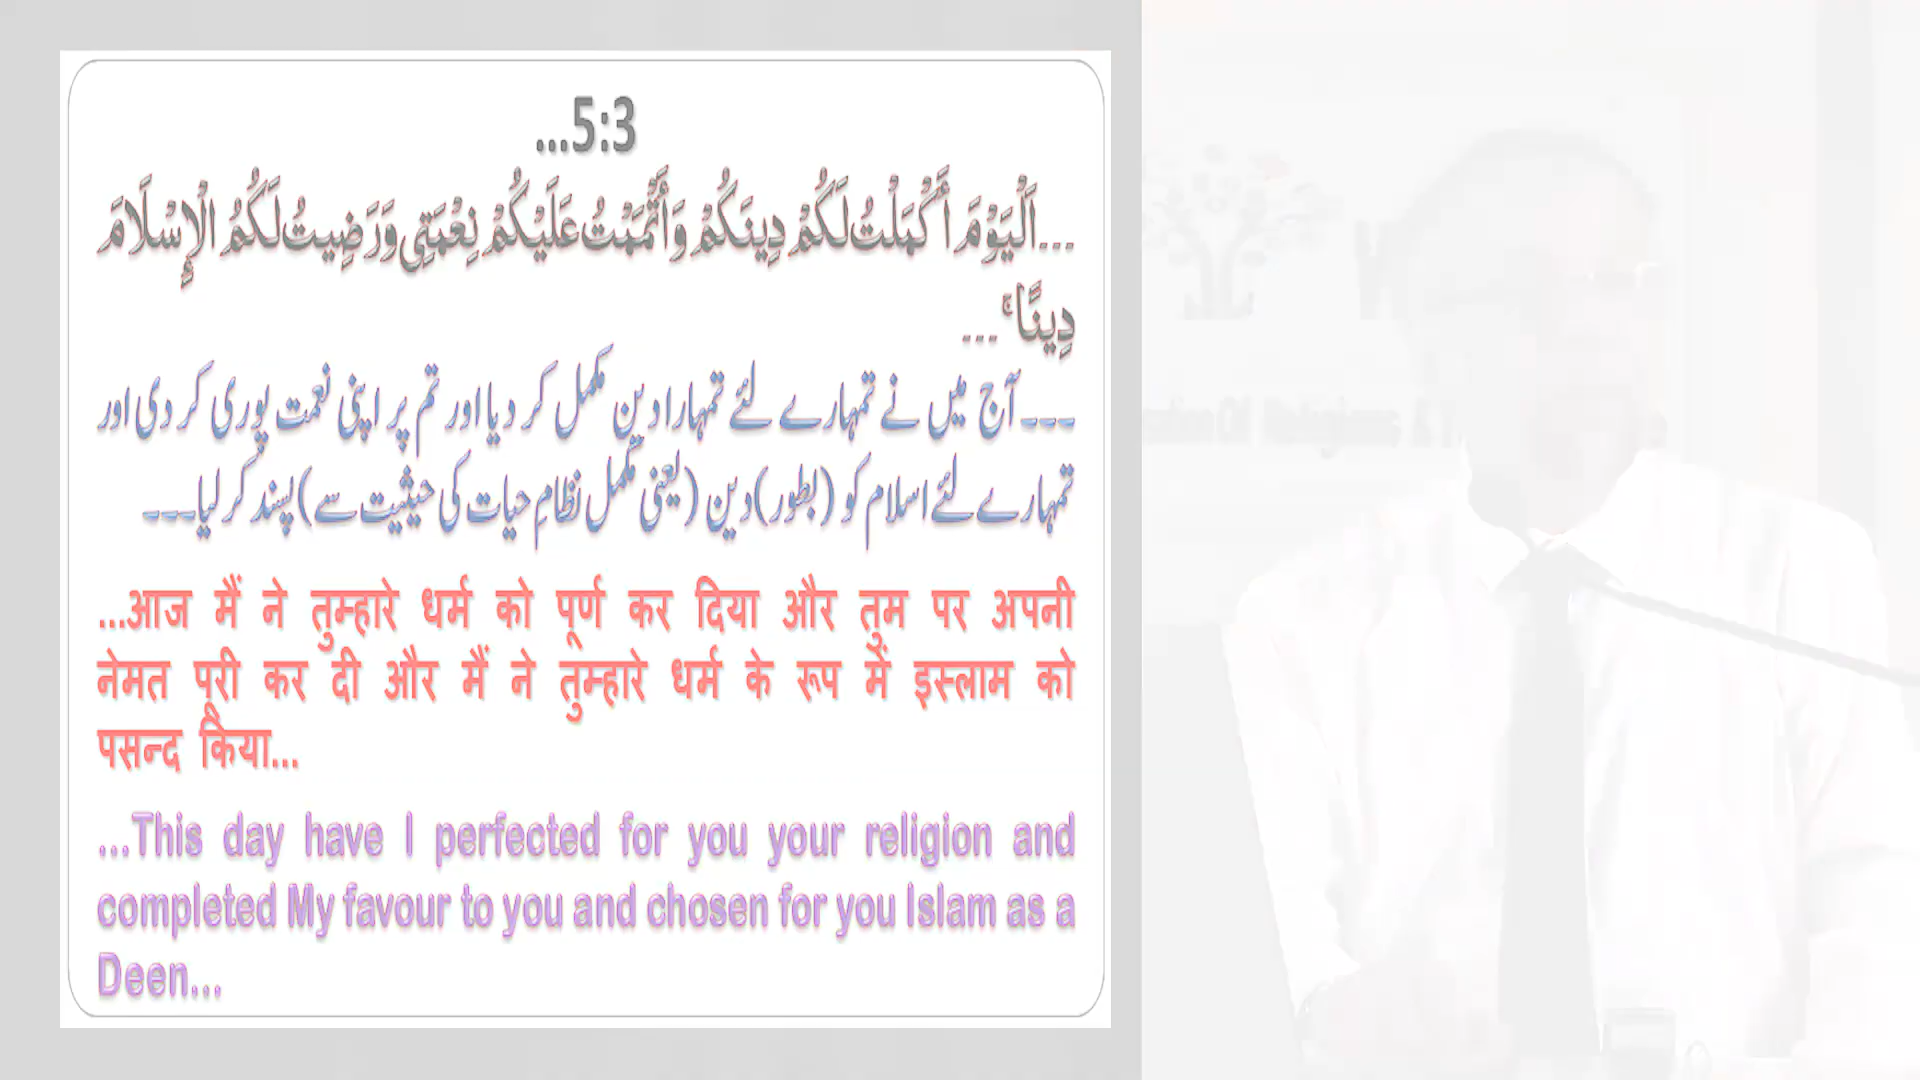 ...5:3
...اَلْيَوْمَ أَكْمَلْتُ لَكُمْ دِينَكُمْ وَأَتْمَمْتُ عَلَيْكُمْ نِعْمَتِي وَرَضِيتُ لَكُمُ الْإِسْلَامَ
دِينًا ۚ ...
۔۔۔آج میں نے تمہارے لئے تمہارا دین مکمل کر دیا اور تم پر اپنی نعمت پوری کر دی اور
تمہارے لئے اسلام کو (بطور) دین (یعنی مکمل نظامِ حیات کی حیثیت سے) پسند کر لیا۔۔۔
...आज मैं ने तुम्हारे धर्म को पूर्ण कर दिया और तुम पर अपनी
नेमत पूरी कर दी और मैं ने तुम्हारे धर्म के रूप में इस्लाम को
पसन्द किया...
...This day have I perfected for you your religion and
completed My favour to you and chosen for you Islam as a
Deen...